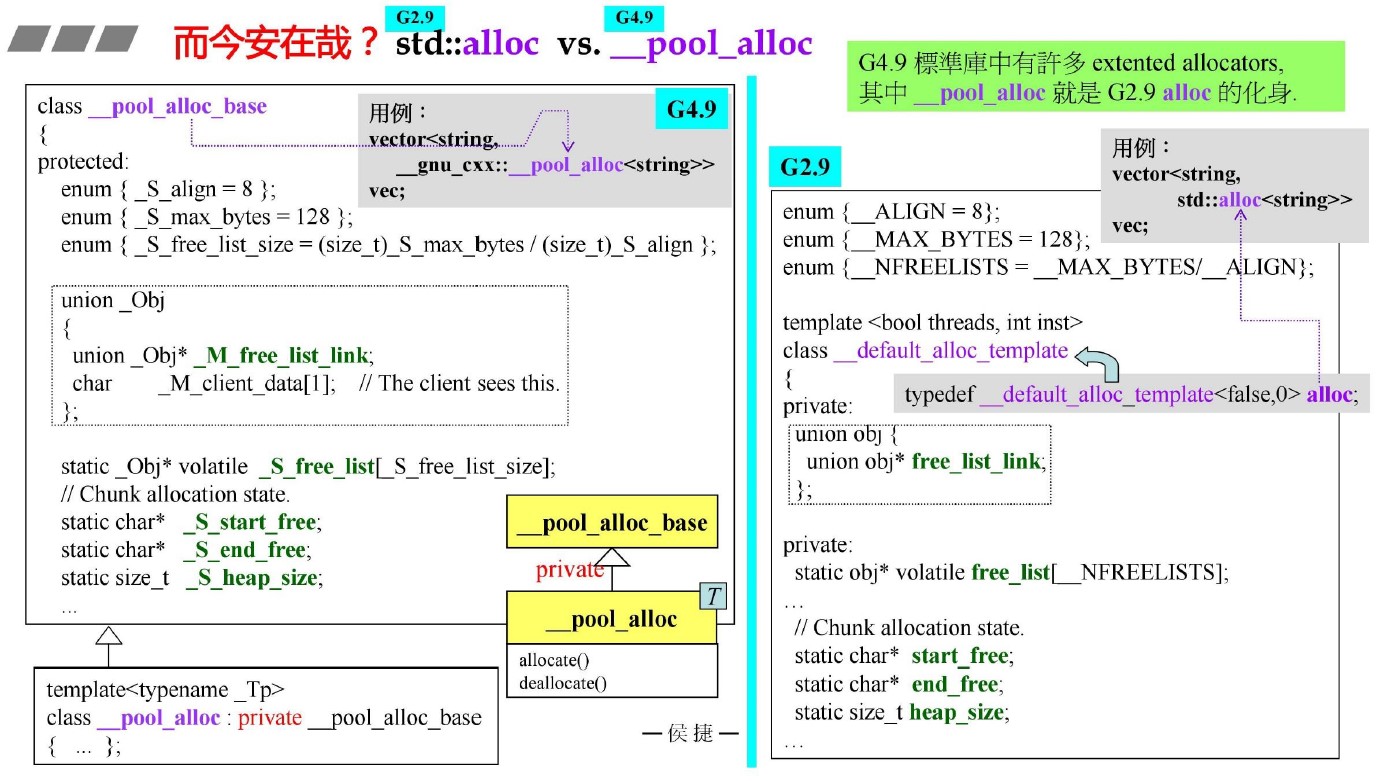 G2.9
G4.9
而今安在哉？ std::alloc vs. __pool_alloc
G4.9 標準庫中有許多 extented allocators,
其中 __pool_alloc 就是 G2.9 alloc 的化身.
G4.9
class __pool_alloc_base
{
protected:
enum { _S_align = 8 };
enum { _S_max_bytes = 128 };
enum { _S_free_list_size = (size_t)_S_max_bytes / (size_t)_S_align };
用例：
vector<string,
__gnu_cxx::__pool_alloc<string>>
vec;
union _Obj
{
union _Obj* _M_free_list_link;
char _M_client_data[1]; // The client sees this.
};
static _Obj* volatile _S_free_list[_S_free_list_size];
// Chunk allocation state.
static char* _S_start_free;
static char* _S_end_free;
static size_t _S_heap_size;
...
template<typename _Tp>
class __pool_alloc : private __pool_alloc_base
{ ... };
__pool_alloc_base
private
T
__pool_alloc
allocate()
deallocate()
侯捷
G2.9
用例：
vector<string,
std::alloc<string>>
vec;
enum {__ALIGN = 8};
enum {__MAX_BYTES = 128};
enum {__NFREELISTS = __MAX_BYTES/__ALIGN};
template <bool threads, int inst>
class __default_alloc_template
{
typedef __default_alloc_template<false,0> alloc;
private:
union obj {
union obj* free_list_link;
};
private:
static obj* volatile free_list[__NFREELISTS];
...
// Chunk allocation state.
static char* start_free;
static char* end_free;
static size_t heap_size;
...